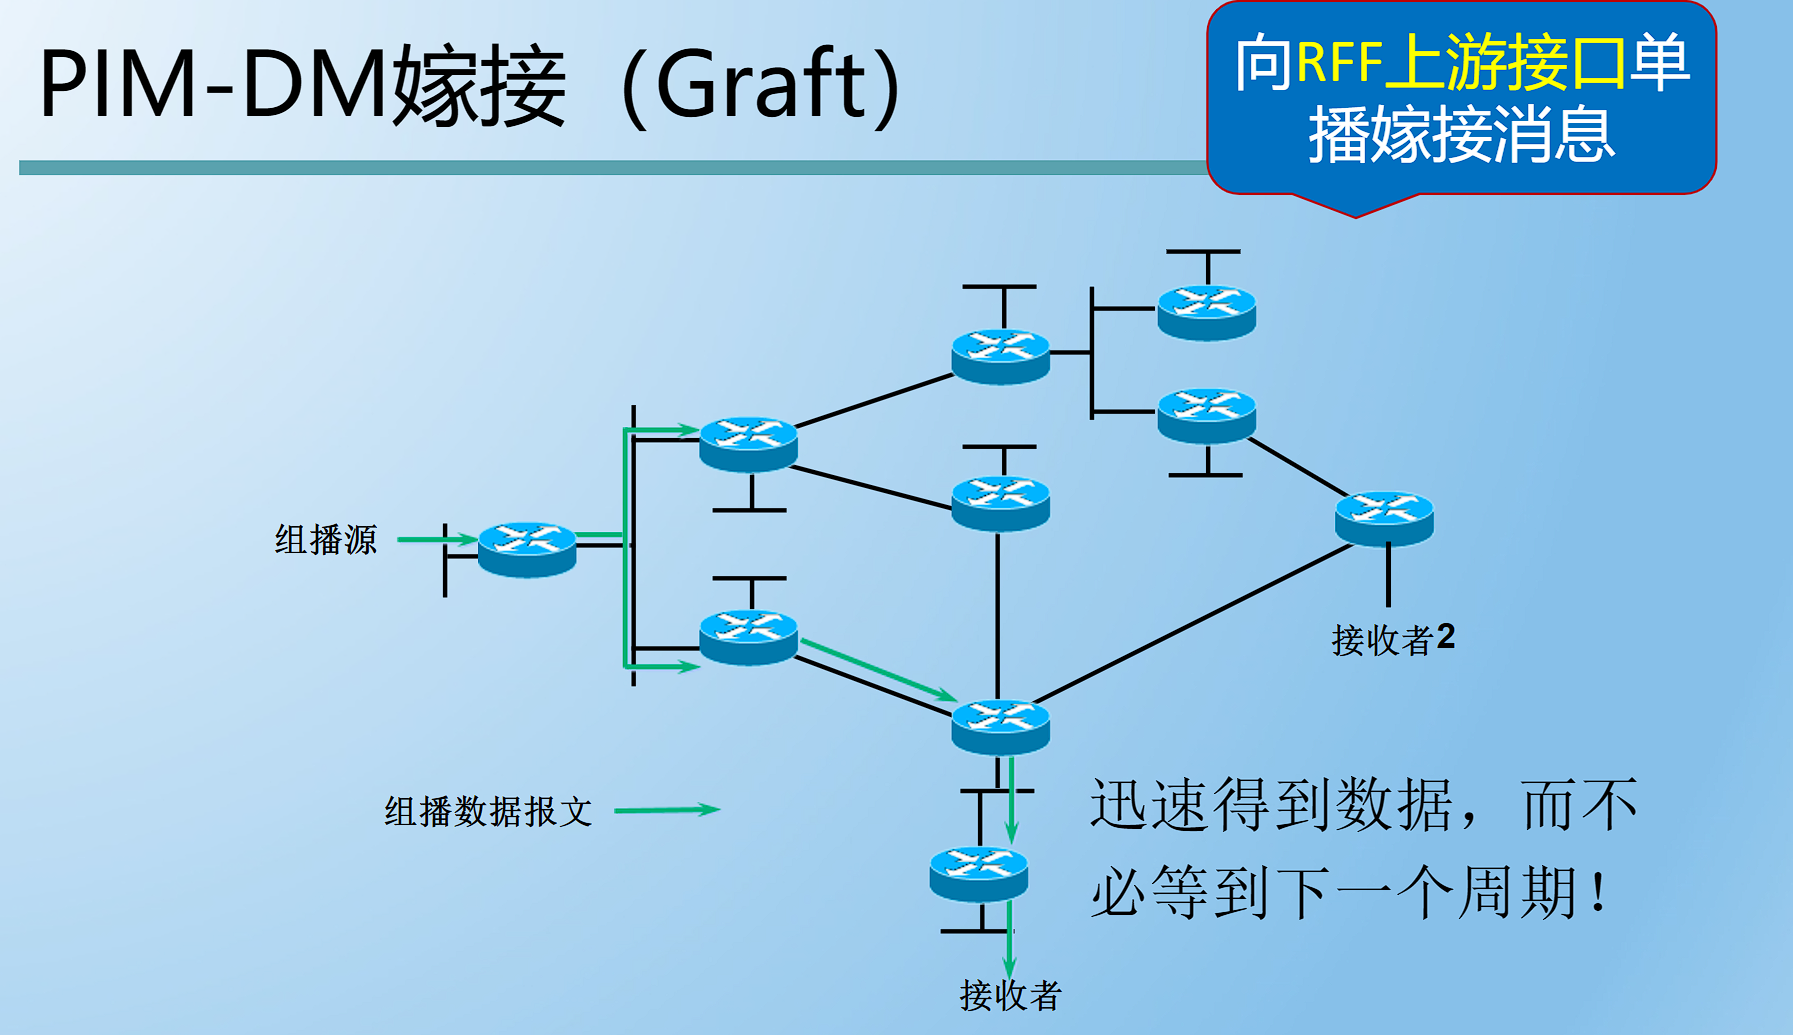 PIM-DM嫁接（Graft）
向RFF上游接口单
播嫁接消息
组播源
接收者2
组播数据报文
迅速得到数据，而不
必等到下一个周期！
接收者